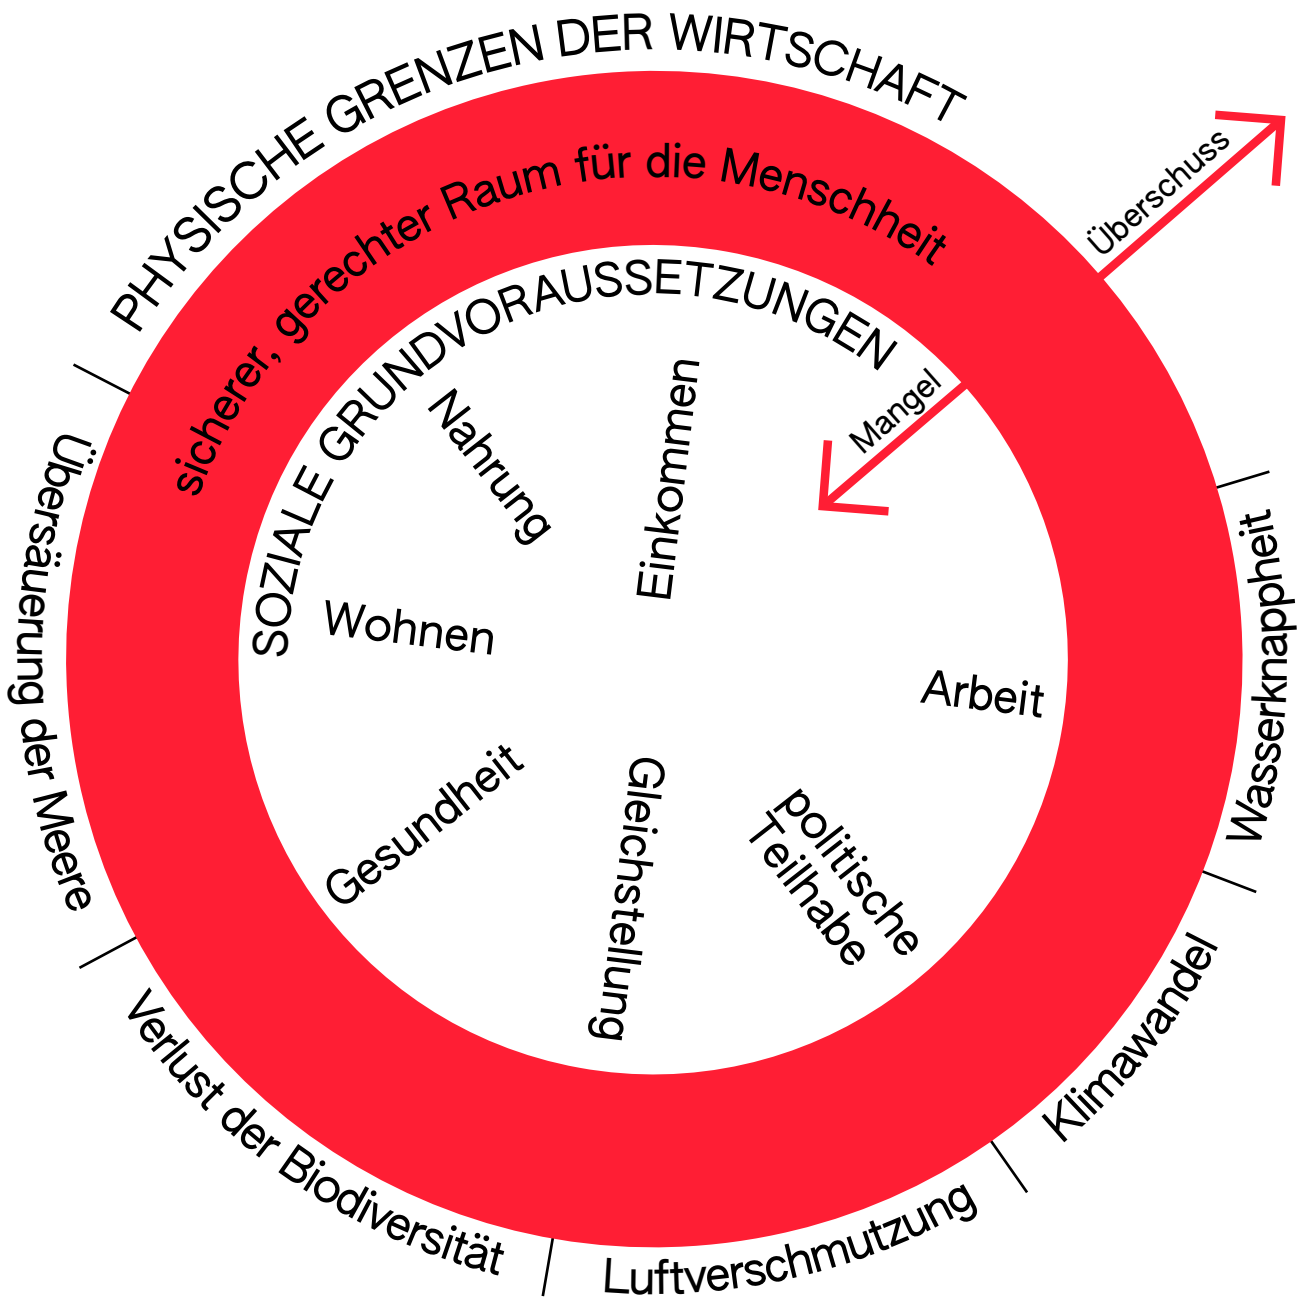 PHYSISCHE GRENZEN DER WIRTSCHAFT
sicherer, gerechter Raum für die Menschheit
SOZIALE GRUNDVORAUSSETZUNGEN
Überschuss
Mangel
Nahrung
Einkommen
Wohnen
Arbeit
Gesundheit
Gleichstellung
politische
Teilhabe
Übersäuerung der Meere
Wasserknappheit
Klimawandel
Verlust der Biodiversität
Luftverschmutzung